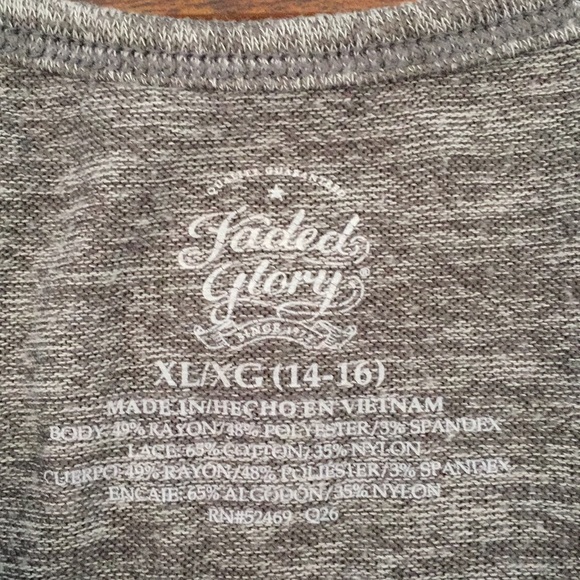 QUALITY GUARANTEED
Faded
Glory®
SINCE
XL/XG (14-16)
MADE IN/HECHO EN VIETNAM
BODY: 49% RAYON/48% POLYESTER/3% SPANDEX
LACE: 65% COTTON/35% NYLON
CUERPO: 49% RAYON/48% POLIESTER/3% SPANDEX
ENCAJE: 65% ALGODON/35% NYLON
RN#52469 Q26